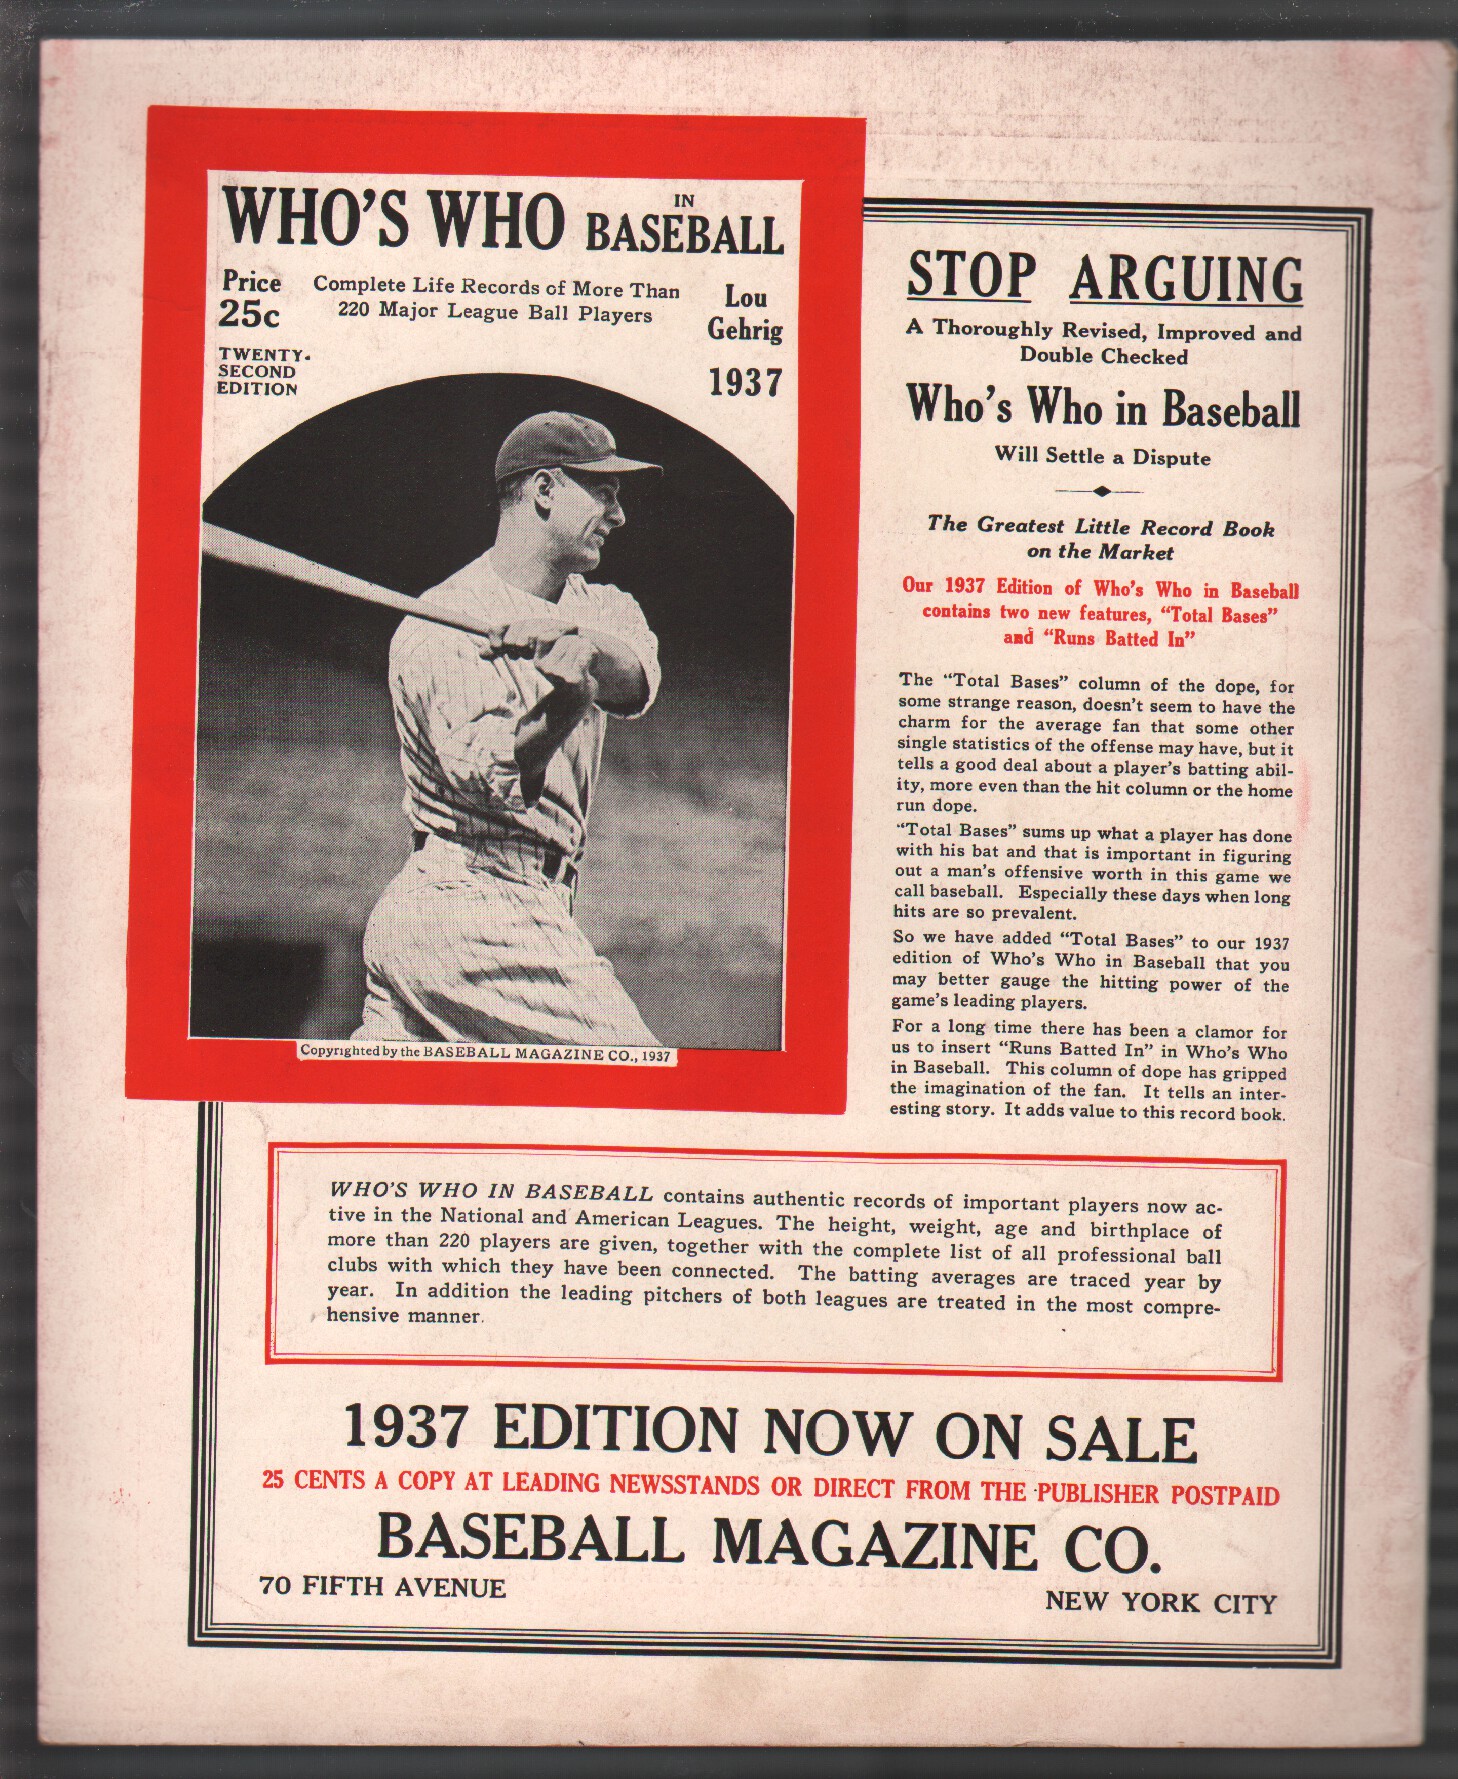 WHO'S WHO IN BASEBALL
Price
25c
Complete Life Records of More Than
220 Major League Ball Players
Lou
Gehrig
1937
TWENTY-
SECOND
EDITION
Copyrighted by the BASEBALL MAGAZINE CO., 1937
STOP ARGUING
A Thoroughly Revised, Improved and
Double Checked
Who's Who in Baseball
Will Settle a Dispute
The Greatest Little Record Book
on the Market
Our 1937 Edition of Who's Who in Baseball
contains two new features, "Total Bases"
and "Runs Batted In"
The "Total Bases" column of the dope, for
some strange reason, doesn't seem to have the
charm for the average fan that some other
single statistics of the offense may have, but it
tells a good deal about a player's batting abil-
ity, more even than the hit column or the home
run dope.
"Total Bases" sums up what a player has done
with his bat and that is important in figuring
out a man's offensive worth in this game we
call baseball. Especially these days when long
hits are so prevalent.
So we have added "Total Bases" to our 1937
edition of Who's Who in Baseball that you
may better gauge the hitting power of the
game's leading players.
For a long time there has been a clamor for
us to insert "Runs Batted In" in Who's Who
in Baseball. This column of dope has gripped
the imagination of the fan. It tells an inter-
esting story. It adds value to this record book.
WHO'S WHO IN BASEBALL contains authentic records of important players now ac-
tive in the National and American Leagues. The height, weight, age and birthplace of
more than 220 players are given, together with the complete list of all professional ball
clubs with which they have been connected. The batting averages are traced year by
year. In addition the leading pitchers of both leagues are treated in the most compre-
hensive manner.
1937 EDITION NOW ON SALE
25 CENTS A COPY AT LEADING NEWSSTANDS OR DIRECT FROM THE PUBLISHER POSTPAID
BASEBALL MAGAZINE CO.
70 FIFTH AVENUE
NEW YORK CITY